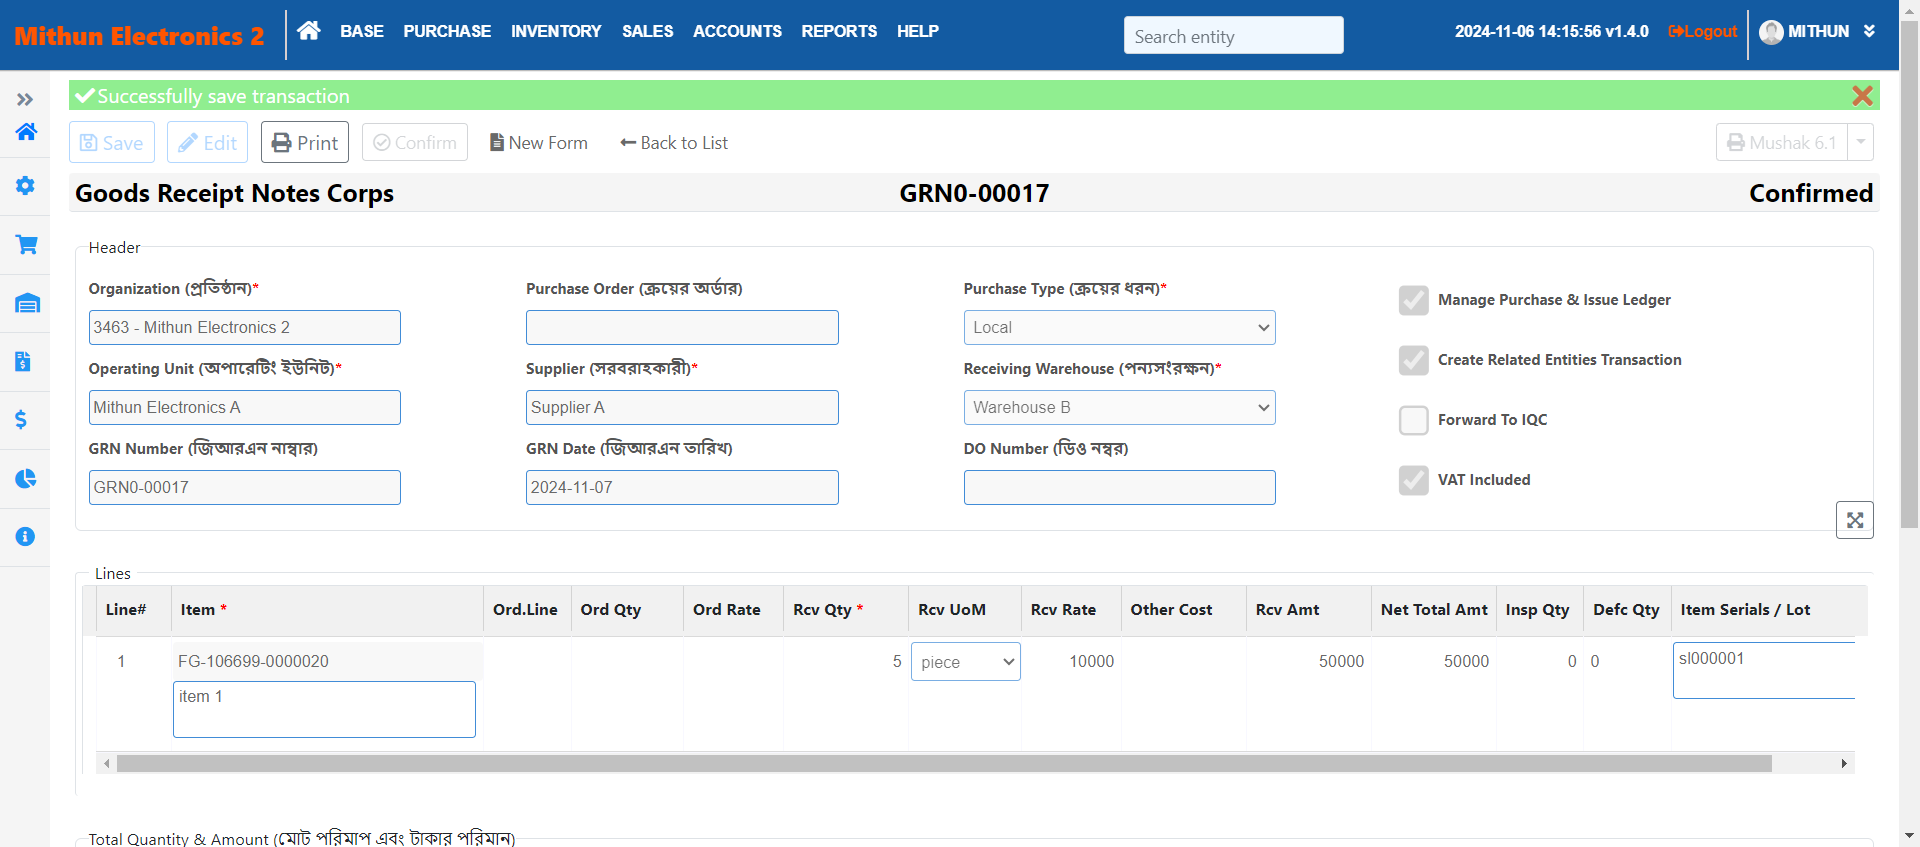 Mithun Electronics 2
BASE PURCHASE INVENTORY SALES ACCOUNTS REPORTS HELP
Search entity
2024-11-06 14:15:56 v1.4.0
Logout
MITHUN
Successfully save transaction
Save Edit Print Confirm New Form Back to List Mushak 6.1
Goods Receipt Notes Corps GRN0-00017 Confirmed
Header
Organization (প্রতিষ্ঠান)* Purchase Order (ক্রয়ের অর্ডার) Purchase Type (ক্রয়ের ধরন)* Manage Purchase & Issue Ledger
3463 - Mithun Electronics 2 Local
Operating Unit (অপারেটিং ইউনিট)* Supplier (সরবরাহকারী)* Receiving Warehouse (পন্যসংরক্ষন)* Create Related Entities Transaction
Mithun Electronics A Supplier A Warehouse B Forward To IQC
GRN Number (জিআরএন নাম্বার) GRN Date (জিআরএন তারিখ) DO Number (ডিও নম্বর)
GRN0-00017 2024-11-07 VAT Included
Lines
Line# Item * Ord.Line Ord Qty Ord Rate Rcv Qty * Rcv UoM Rcv Rate Other Cost Rcv Amt Net Total Amt Insp Qty Defc Qty Item Serials / Lot
1 FG-106699-0000020 5 piece 10000 50000 50000 0 0 sl000001
item 1
Total Quantity & Amount (মোট পরিমাপ এবং টাকার পরিমান)